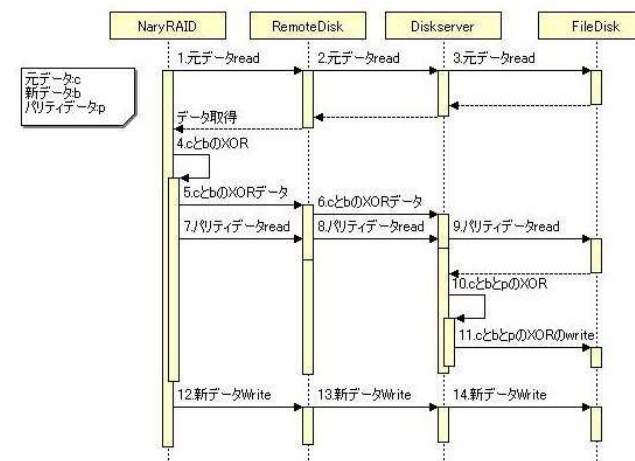 NaryRAID
RemoteDisk
Diskserver
FileDisk
元データ:c
新データ:b
パリティデータ:p
1.元データread
2.元データread
3.元データread
データ取得
4.cとbのXOR
5.cとbのXORデータ
6.cとbのXORデータ
7.パリティデータread
8.パリティデータread
9.パリティデータread
10.cとbとpのXOR
11.cとbとpのXORのwrite
12.新データWrite
13.新データWrite
14.新データWrite